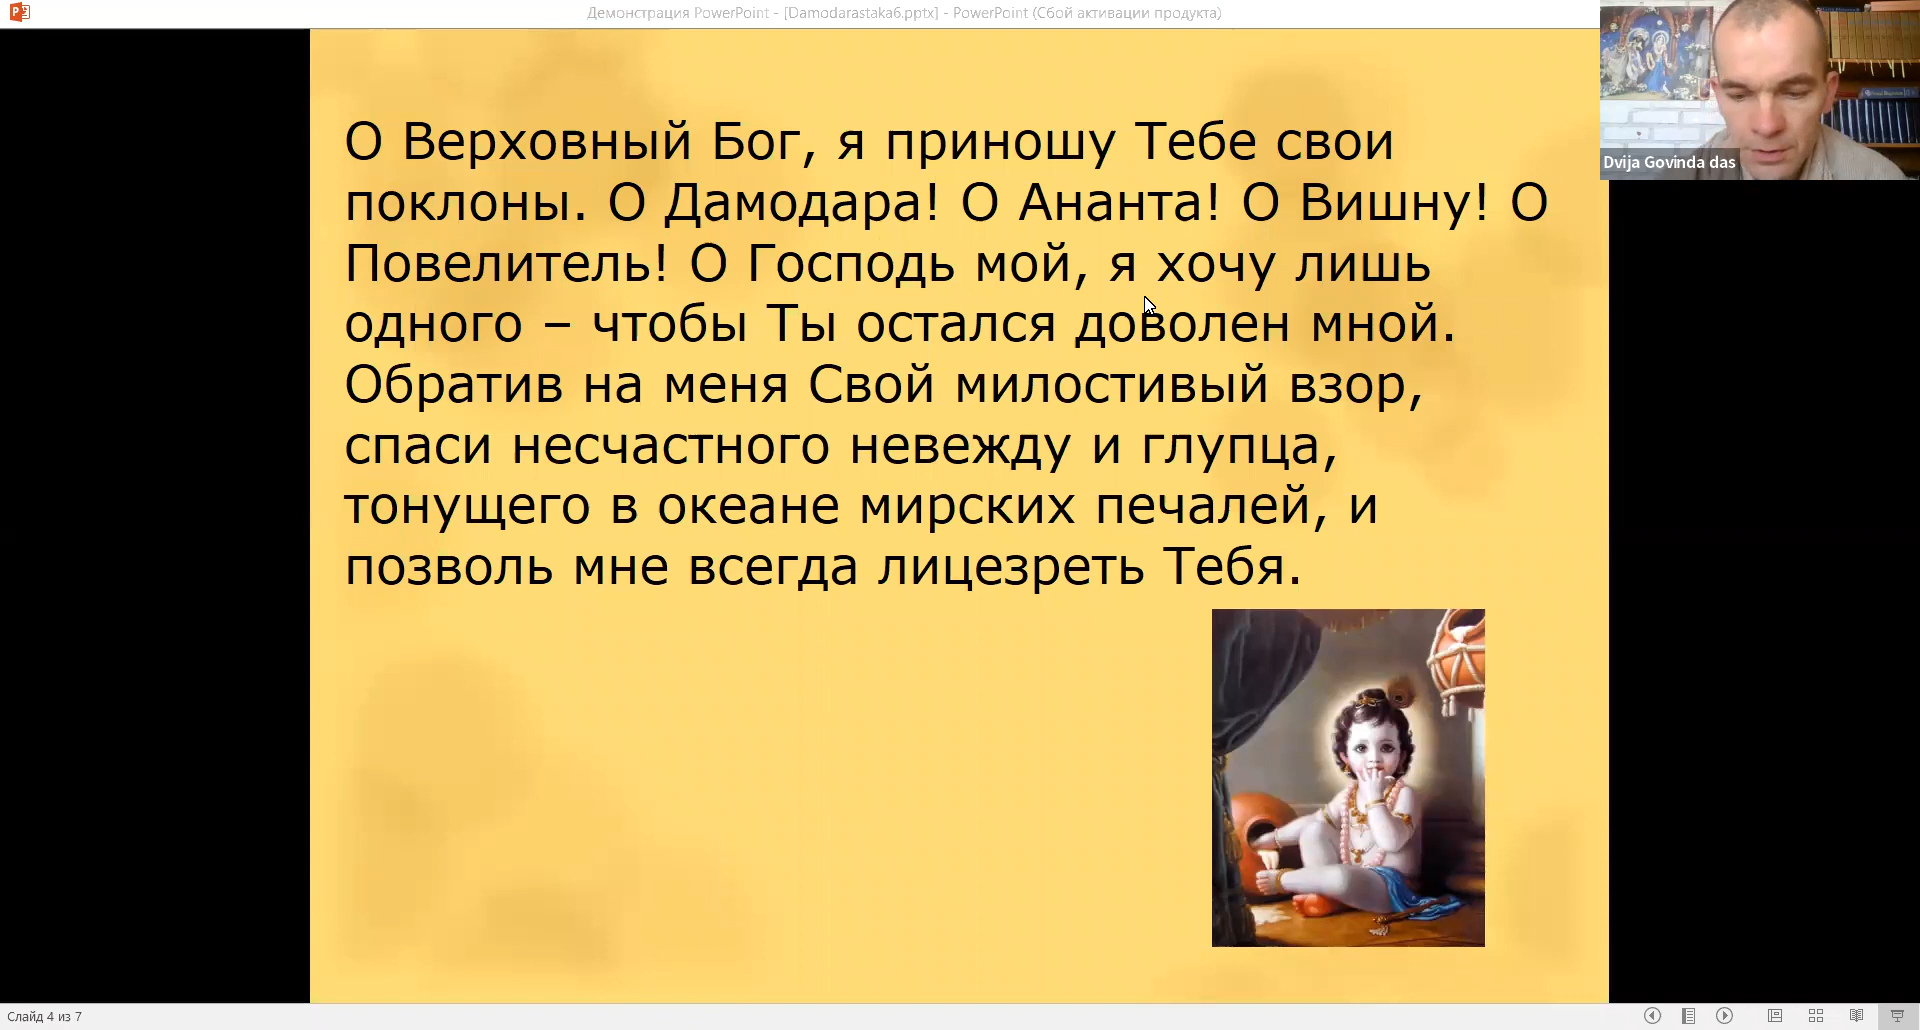 Демонстрация PowerPoint - [Damodarastaka6.pptx] - PowerPoint (Сбой активации продукта)
О Верховный Бог, я приношу Тебе свои
поклоны. О Дамодара! О Ананта! О Вишну! О
Повелитель! О Господь мой, я хочу лишь
одного – чтобы Ты остался доволен мной.
Обратив на меня Свой милостивый взор,
спаси несчастного невежду и глупца,
тонущего в океане мирских печалей, и
позволь мне всегда лицезреть Тебя.
Dvija Govinda das
Слайд 4 из 7